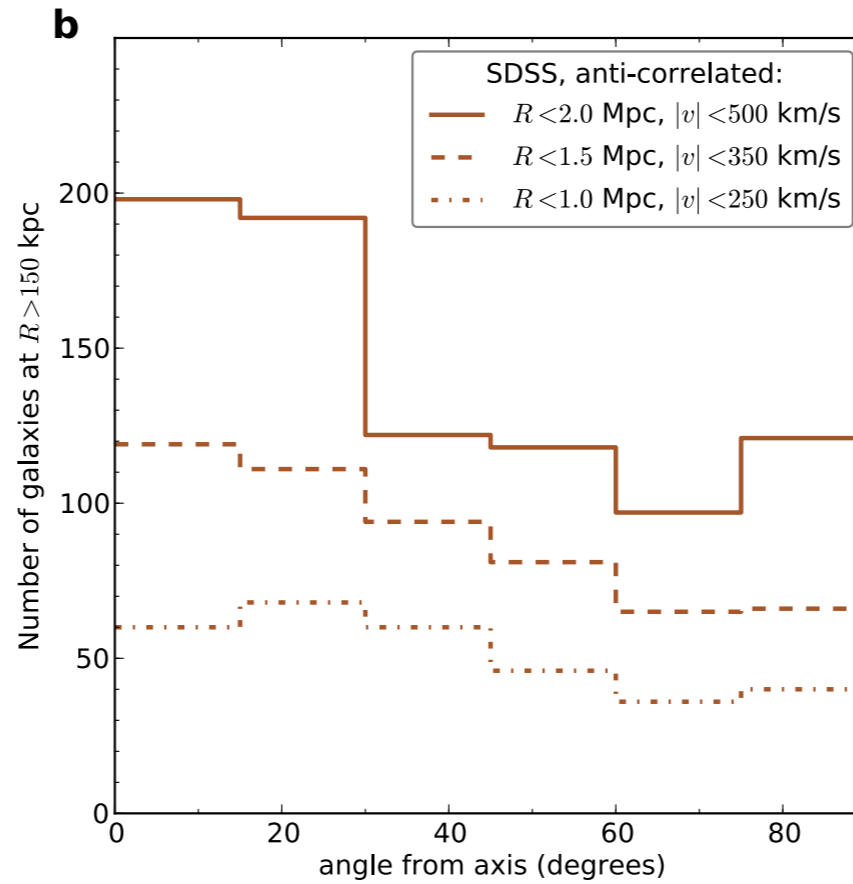 b
SDSS, anti-correlated:
R<2.0 Mpc, |v|<500 km/s
R<1.5 Mpc, |v|<350 km/s
R<1.0 Mpc, |v|<250 km/s
Number of galaxies at R>150 kpc
200
150
100
50
0
0 20 40 60 80
angle from axis (degrees)